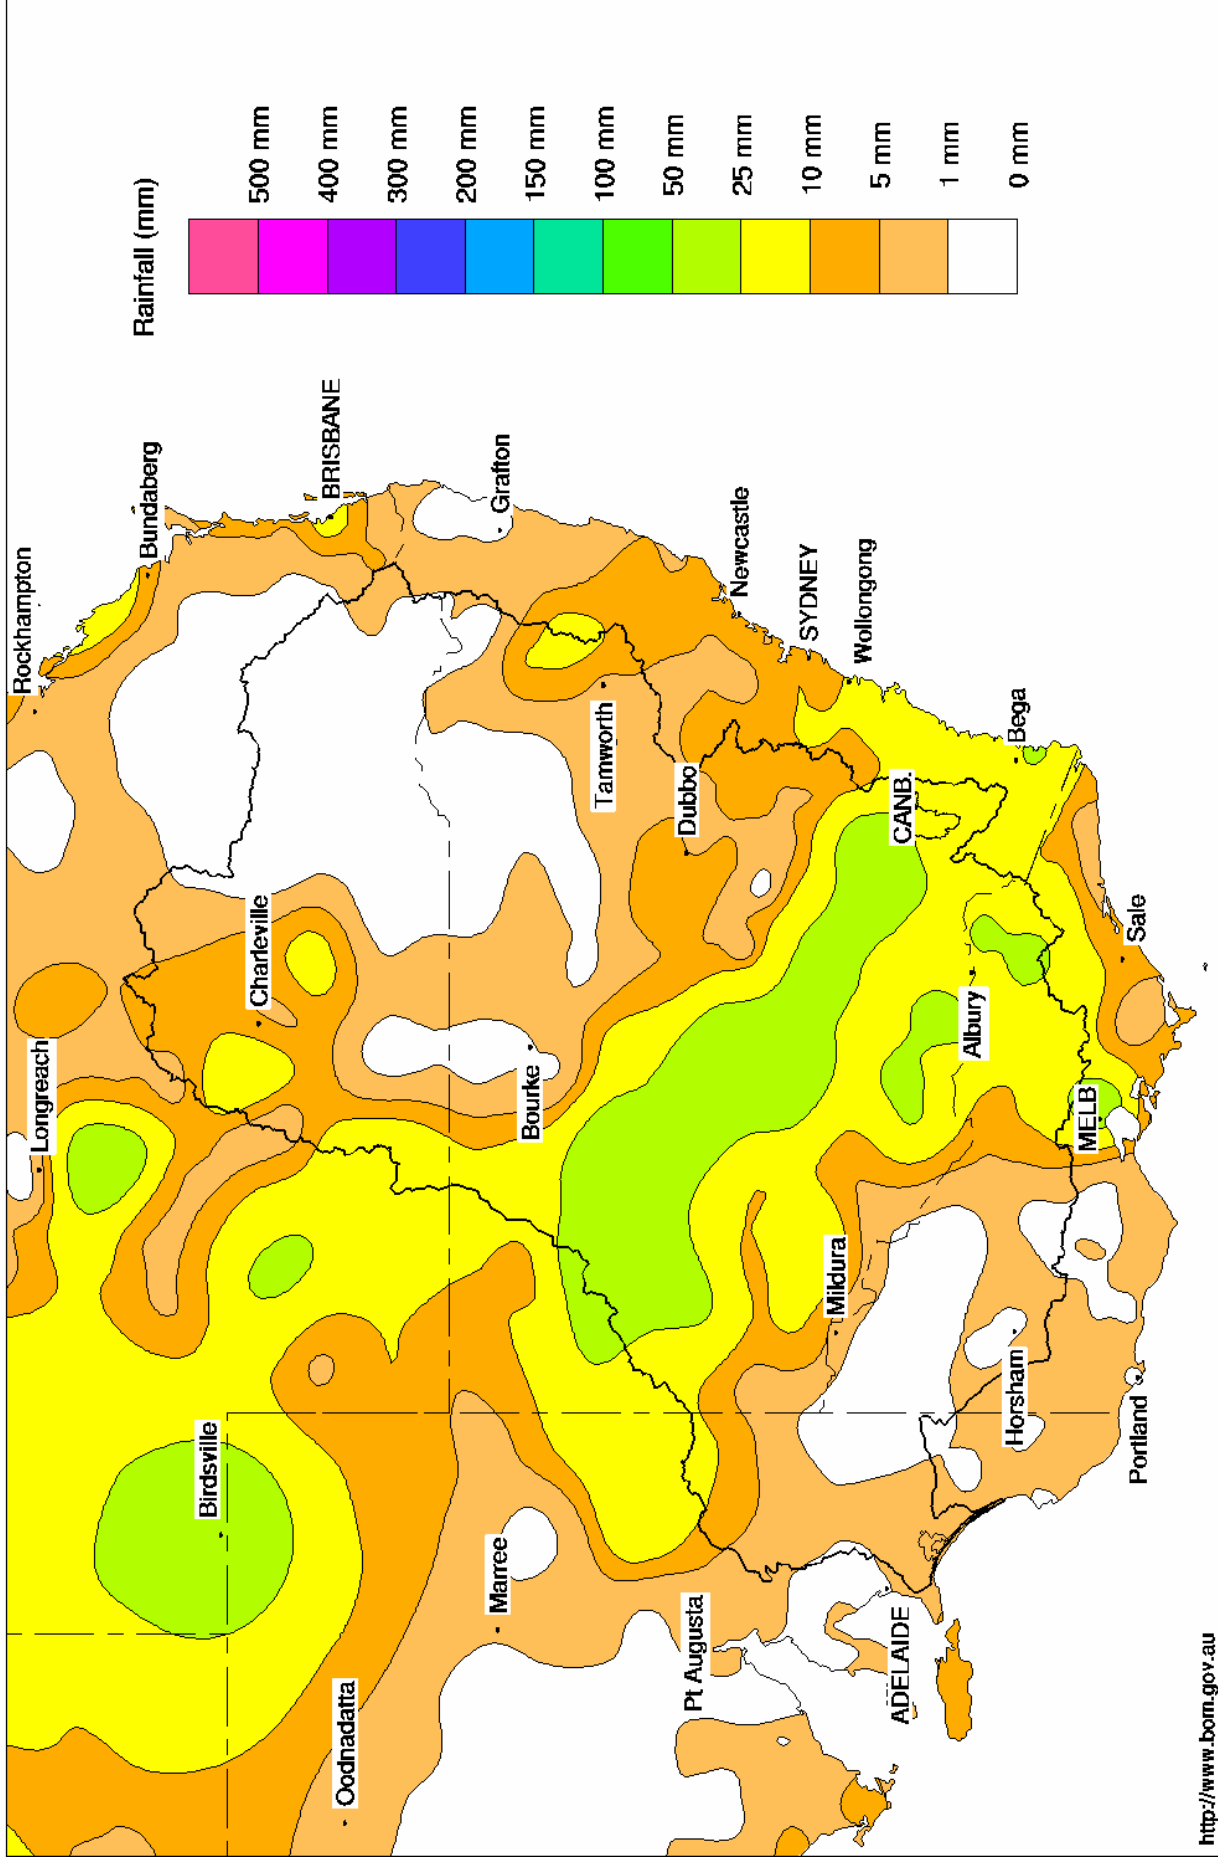 Rainfall (mm)
500 mm
400 mm
300 mm
200 mm
150 mm
100 mm
50 mm
25 mm
10 mm
5 mm
1 mm
0 mm
Rockhampton
Longreach
Bundaberg
Birdsville
Charleville
BRISBANE
Oodnadatta
Marree
Bourke
Grafton
Tamworth
Pt Augusta
Dubbo
Newcastle
Mildura
SYDNEY
Wollongong
ADELAIDE
CANB.
Albury
Horsham
Bega
MELB
Portland
Sale
http://www.bom.gov.au